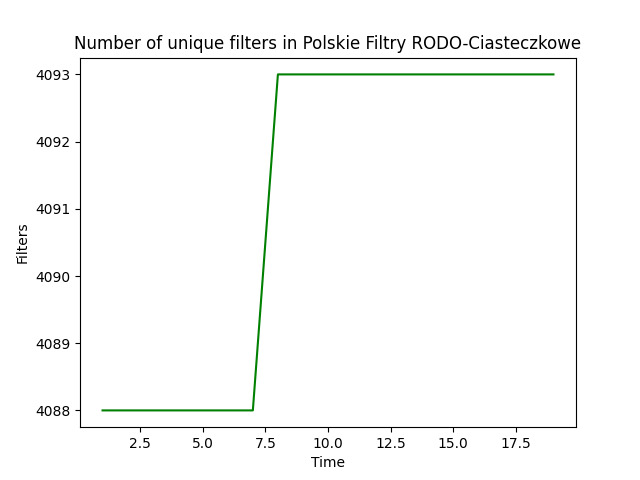 Number of unique filters in Polskie Filtry RODO-Ciasteczkowe
4093
4092
4091
4090
4089
4088
Filters
2.5 5.0 7.5 10.0 12.5 15.0 17.5
Time